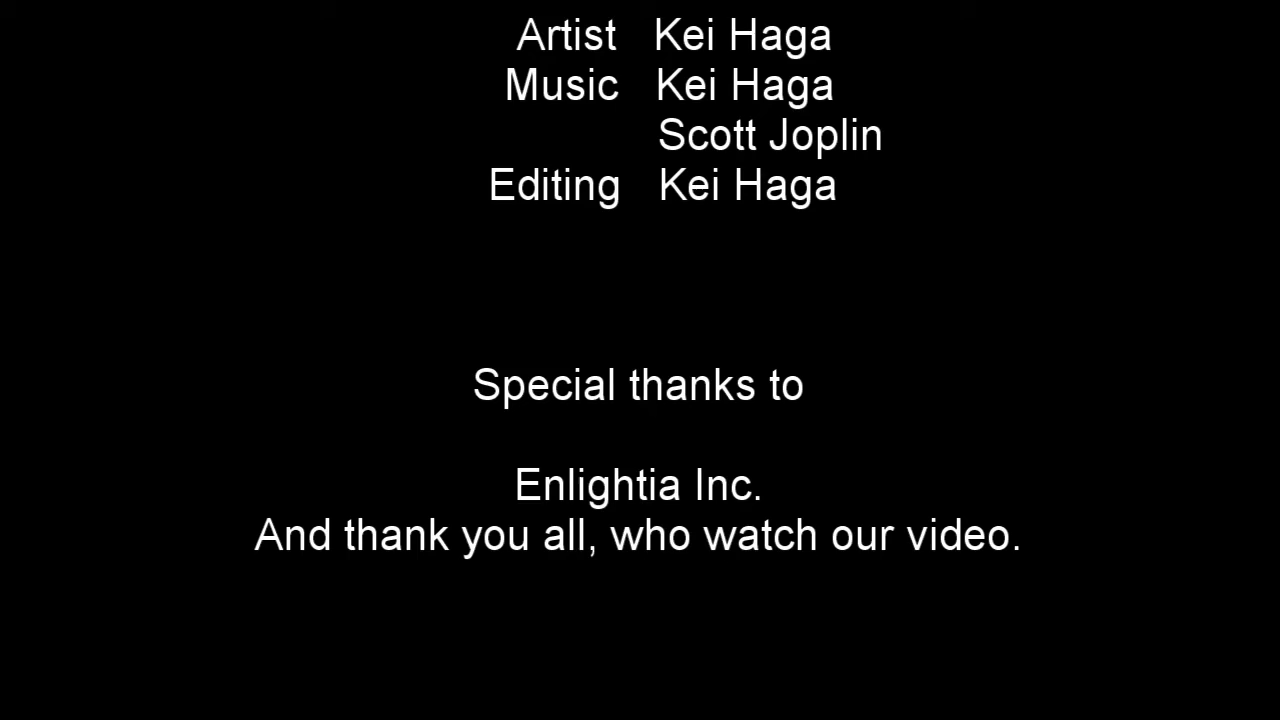 Artist Kei Haga
Music Kei Haga
Scott Joplin
Editing Kei Haga
Special thanks to
Enlightia Inc.
And thank you all, who watch our video.